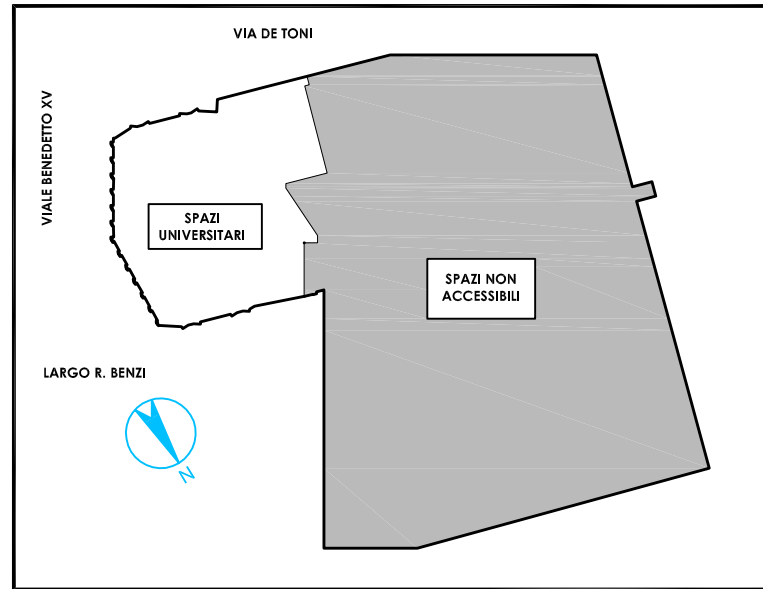 VIA DE TONI
VIALE BENEDETTO XV
SPAZI
UNIVERSITARI
SPAZI NON
ACCESSIBILI
LARGO R. BENZI
N